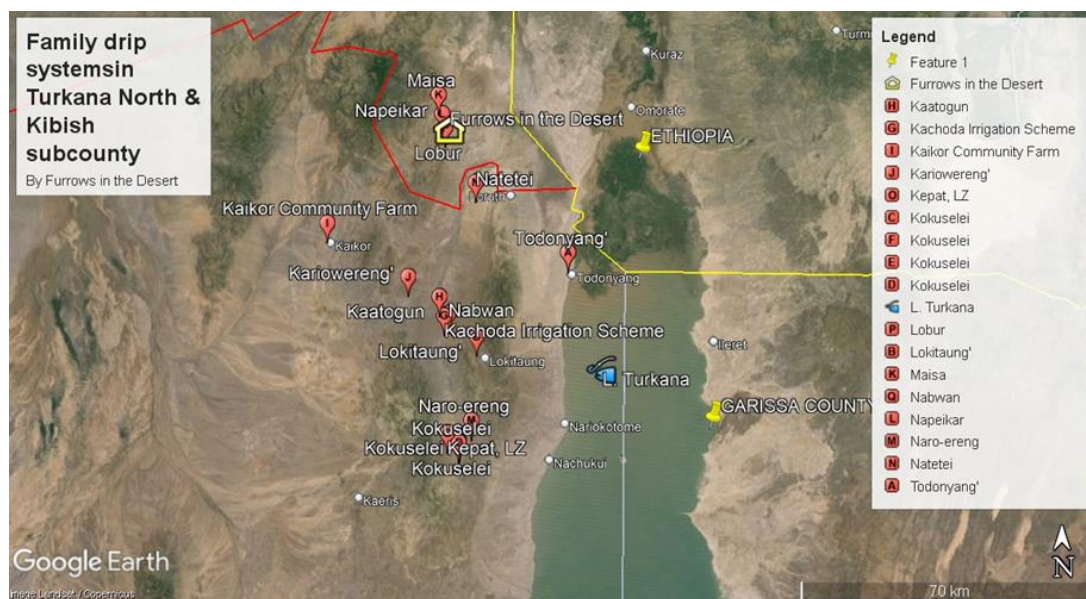 Family drip
systemsin
Turkana North &
Kibish
subcounty
By Furrows in the Desert
Legend
Feature 1
Furrows in the Desert
H Kaatogun
G Kachoda Irrigation Scheme
I Kaikor Community Farm
J Kariowereng'
O Kepat, LZ
C Kokuselei
F Kokuselei
E Kokuselei
D Kokuselei
L. Turkana
P Lobur
B Lokitaung'
K Maisa
Q Nabwan
L Napeikar
M Naro-ereng
N Natetei
A Todonyang'
Kuraz
Omorate
Maisa
K
Napeikar
L
Furrows in the Desert
Lobur
ETHIOPIA
Natetei
Kaikor Community Farm
I
Kaikor
Todonyang'
A
Todonyang
Kariowereng'
J
Kaatogun
H
Nabwan
G
Kachoda Irrigation Scheme
Lokitaung'
Lokitaung
Ileret
L. Turkana
GARISSA COUNTY
Naro-ereng
M
Kokuselei
Kokuselei
Kepat, LZ
Kokuselei
Nariokotome
Nachukui
Kaeris
Google Earth
Image Landsat / Copernicus
N
70 km